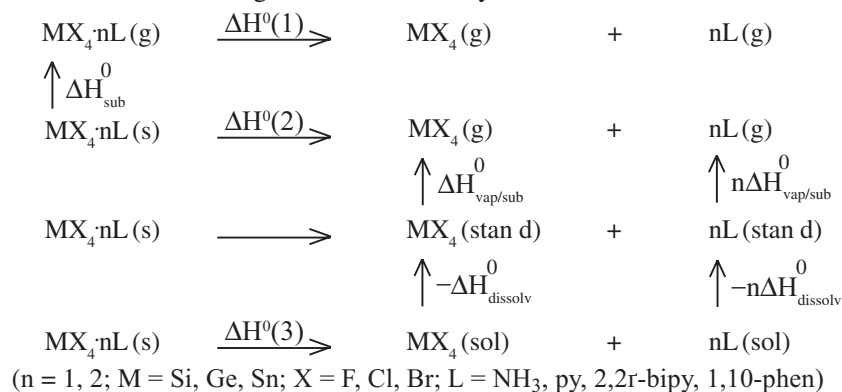 MX₄·nL(g) ΔH⁰(1) MX₄(g) + nL(g)
ΔH⁰sub
MX₄·nL(s) ΔH⁰(2) MX₄(g) + nL(g)
ΔH⁰vap/sub nΔH⁰vap/sub
MX₄·nL(s) MX₄(stan d) + nL(stan d)
−ΔH⁰dissolv −nΔH⁰dissolv
MX₄·nL(s) ΔH⁰(3) MX₄(sol) + nL(sol)
(n = 1, 2; M = Si, Ge, Sn; X = F, Cl, Br; L = NH₃, py, 2,2r-bipy, 1,10-phen)